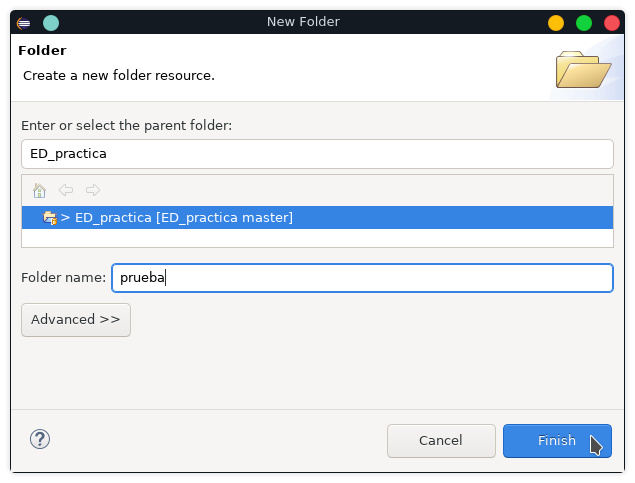 New Folder
Folder
Create a new folder resource.
Enter or select the parent folder:
ED_practica
> ED_practica [ED_practica master]
Folder name: prueba
Advanced >>
? Cancel Finish